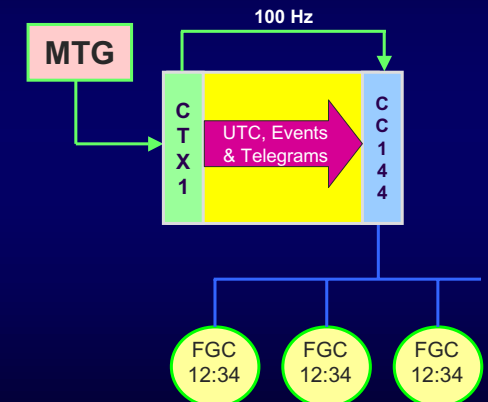 100 Hz
MTG
C
T
X
1
UTC, Events
& Telegrams
C
C
1
4
4
FGC
12:34
FGC
12:34
FGC
12:34